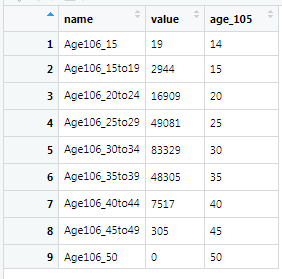 name value age_105
1 Age106_15 19 14
2 Age106_15to19 2944 15
3 Age106_20to24 16909 20
4 Age106_25to29 49081 25
5 Age106_30to34 83329 30
6 Age106_35to39 48305 35
7 Age106_40to44 7517 40
8 Age106_45to49 305 45
9 Age106_50 0 50